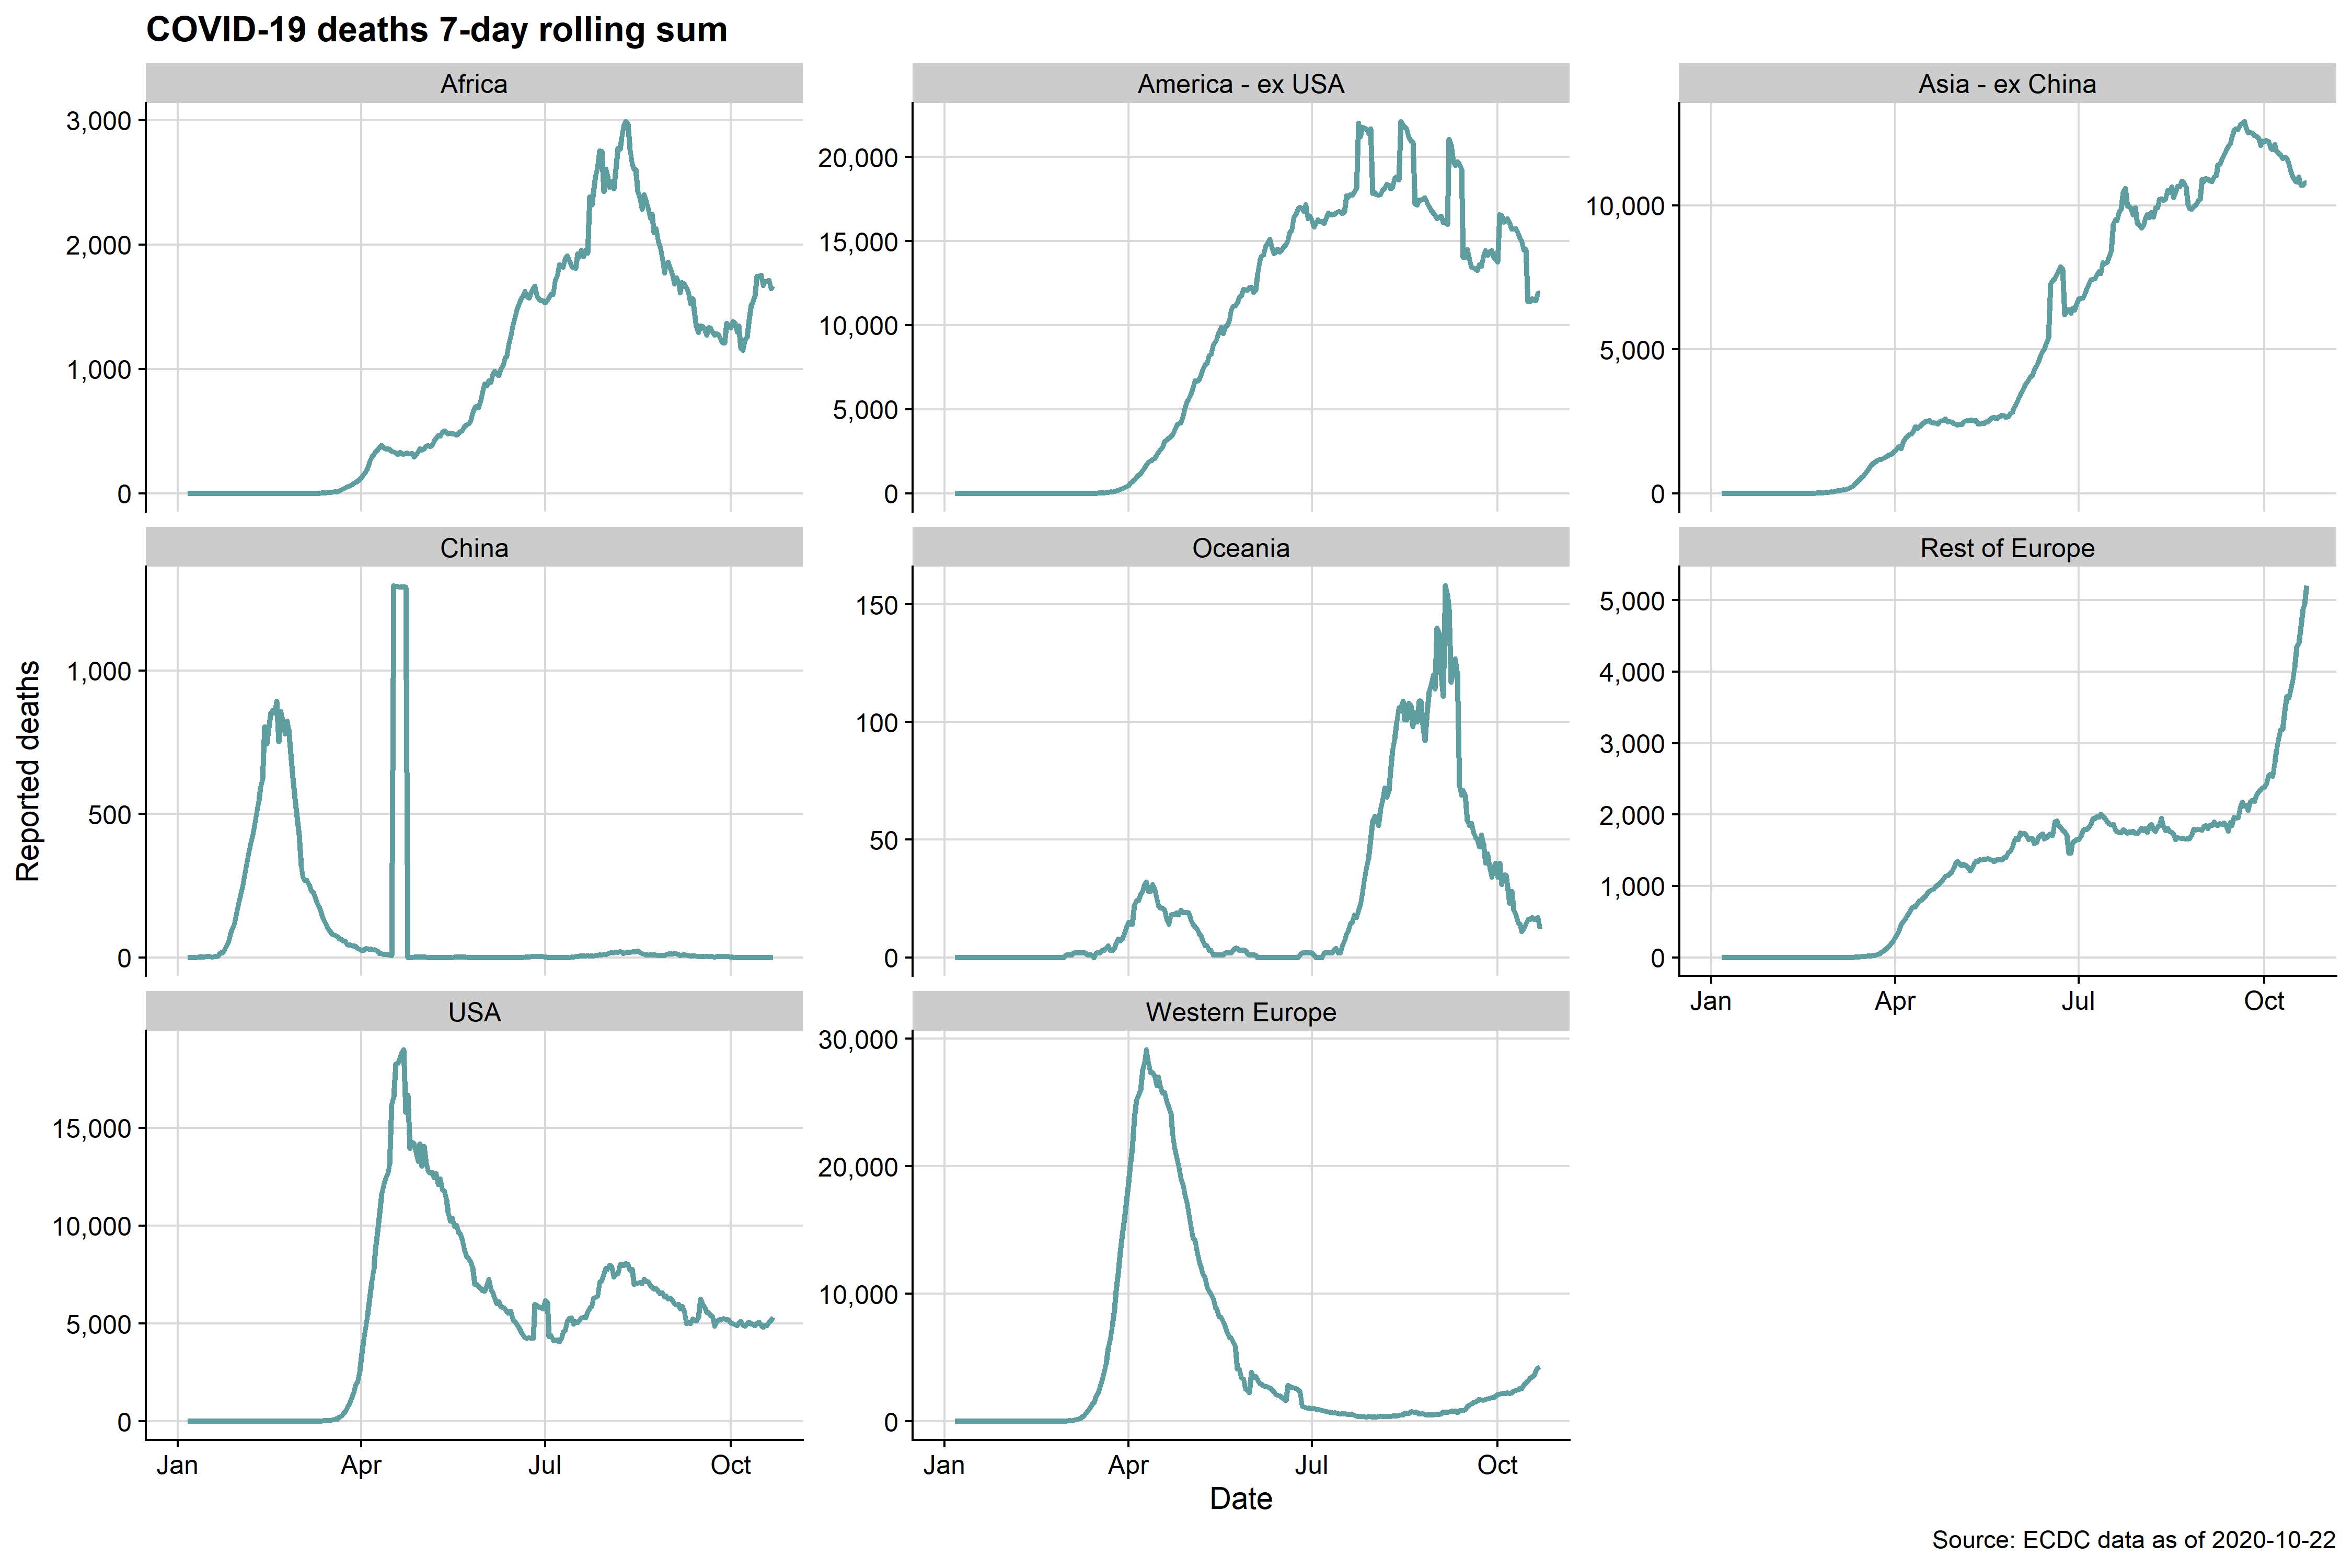 COVID-19 deaths 7-day rolling sum
Africa
3,000
2,000
1,000
0
America - ex USA
20,000
15,000
10,000
5,000
0
Asia - ex China
10,000
5,000
0
Reported deaths
China
1,000
500
0
Oceania
150
100
50
0
Rest of Europe
5,000
4,000
3,000
2,000
1,000
0
Jan Apr Jul Oct
USA
15,000
10,000
5,000
0
Jan Apr Jul Oct
Western Europe
30,000
20,000
10,000
0
Jan Apr Jul Oct
Date
Source: ECDC data as of 2020-10-22